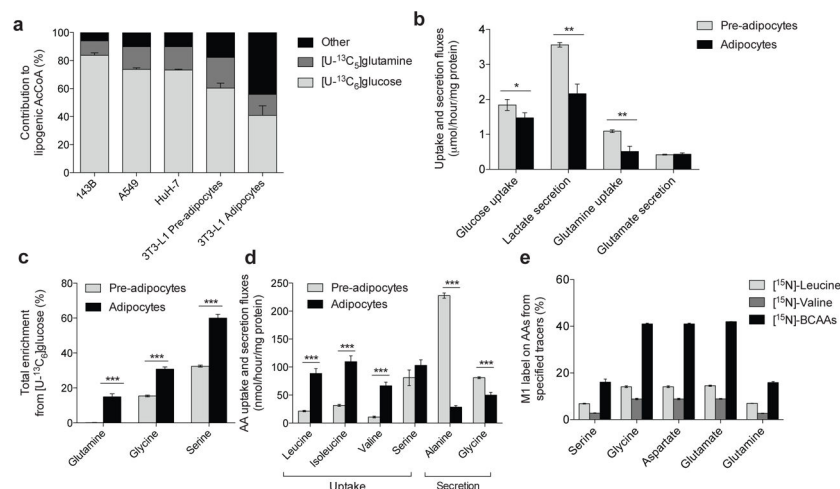 a
Contribution to
lipogenic AcCoA (%)
100
80
60
40
20
0
143B
A549
HuH-7
3T3-L1 Pre-adipocytes
3T3-L1 Adipocytes
Other
[U-¹³C₅]glutamine
[U-¹³C₆]glucose
b
Uptake and secretion fluxes
(μmol/hour/mg protein)
4
3
2
1
0
*
**
**
Glucose uptake
Lactate secretion
Glutamine uptake
Glutamate secretion
Pre-adipocytes
Adipocytes
c
Total enrichment
from [U-¹³C₆]glucose (%)
80
60
40
20
0
Pre-adipocytes
Adipocytes
***
***
***
Glutamine
Glycine
Serine
d
AA uptake and secretion fluxes
(nmol/hour/mg protein)
250
200
150
100
50
0
Pre-adipocytes
Adipocytes
***
***
***
***
***
Leucine
Isoleucine
Valine
Serine
Alanine
Glycine
Uptake
Secretion
e
M1 label on AAs from
specified tracers (%)
60
40
20
0
[¹⁵N]-Leucine
[¹⁵N]-Valine
[¹⁵N]-BCAAs
Serine
Glycine
Aspartate
Glutamate
Glutamine